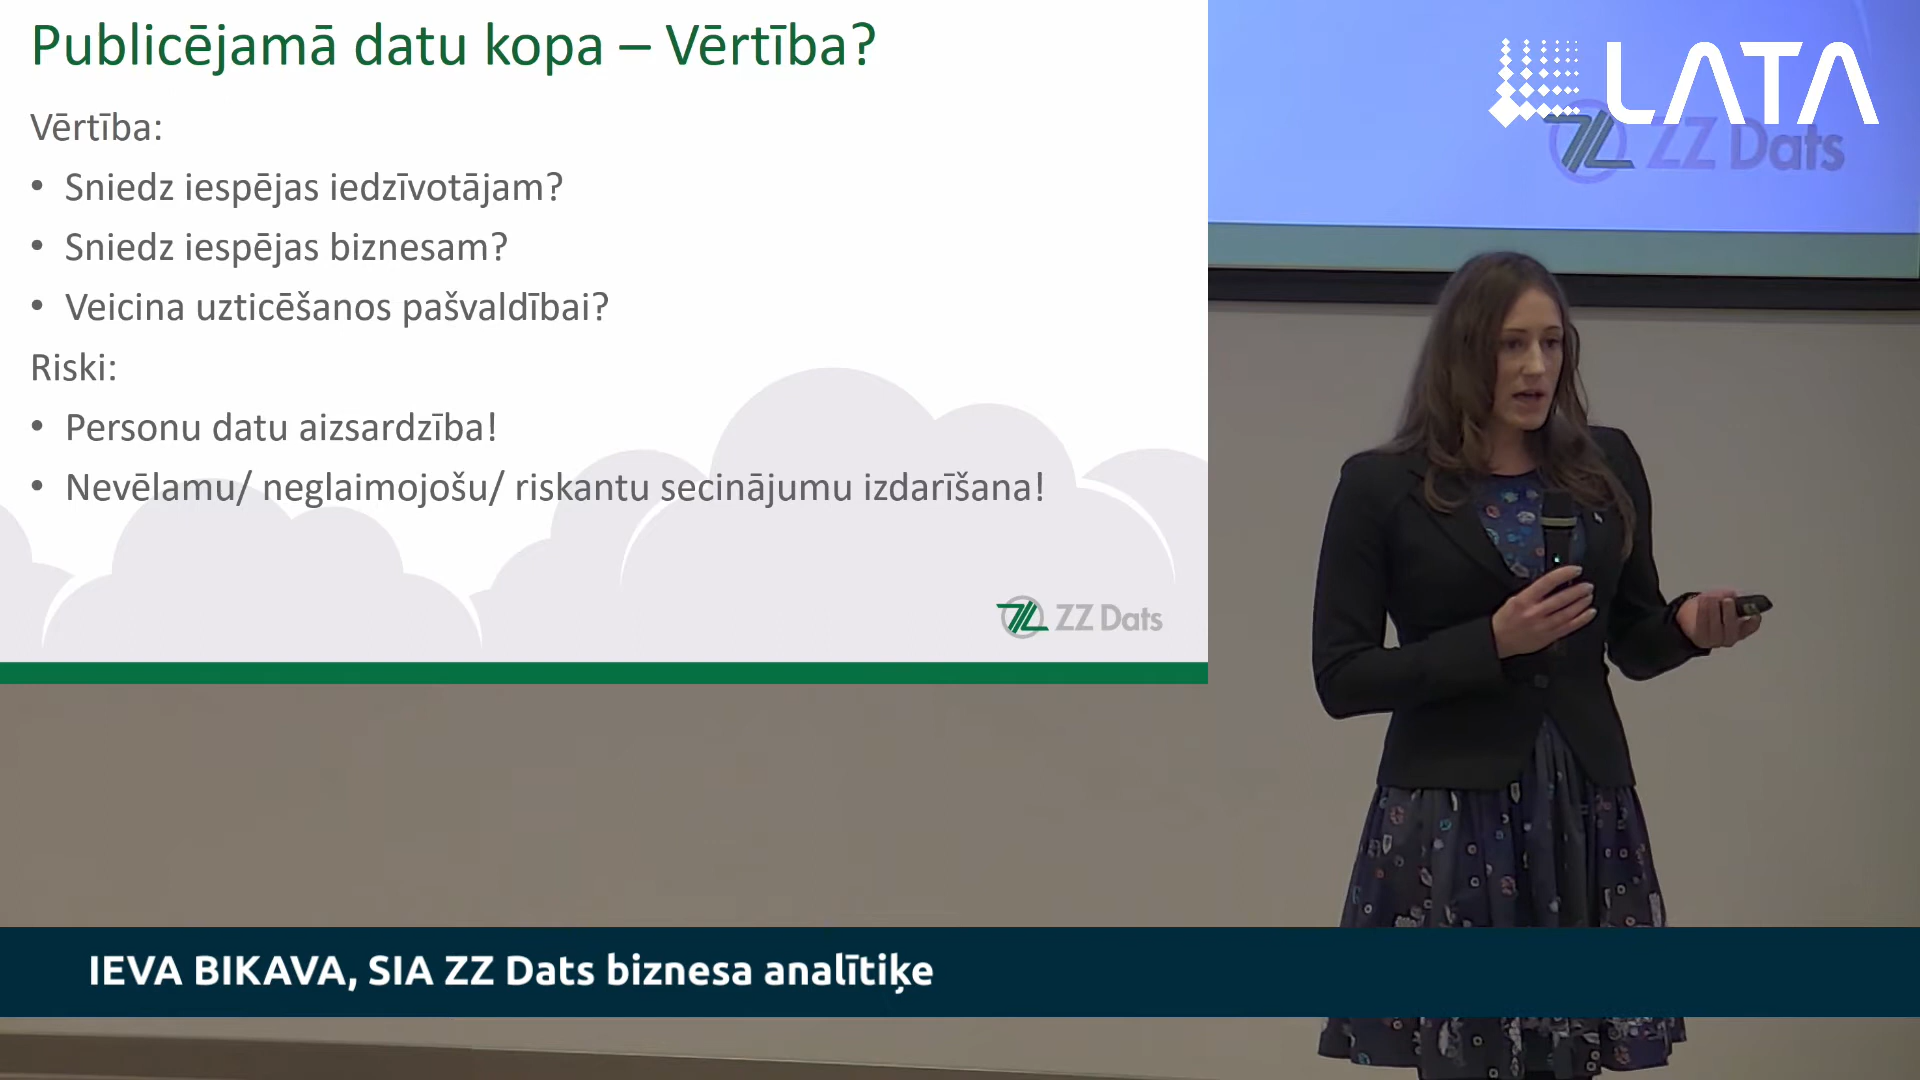 Publicējamā datu kopa – Vērtība?
Vērtība:
• Sniedz iespējas iedzīvotājam?
• Sniedz iespējas biznesam?
• Veicina uzticēšanos pašvaldībai?
Riski:
• Personu datu aizsardzība!
• Nevēlamu/ neglaimojošu/ riskantu secinājumu izdarīšana!
ZZ Dats
LATA
ZZ Dats
IEVA BIKAVA, SIA ZZ Dats biznesa analītiķe